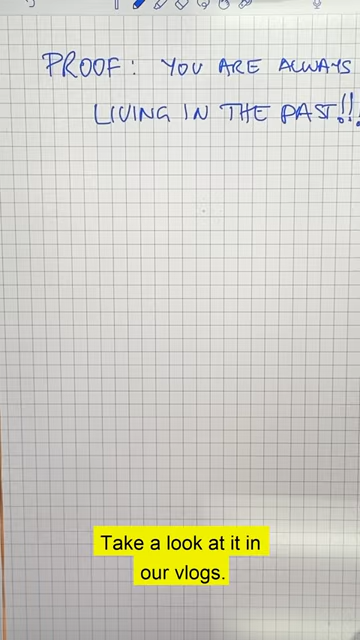 PROOF: YOU ARE ALWAYS
LIVING IN THE PAST!!!
Take a look at it in
our vlogs.